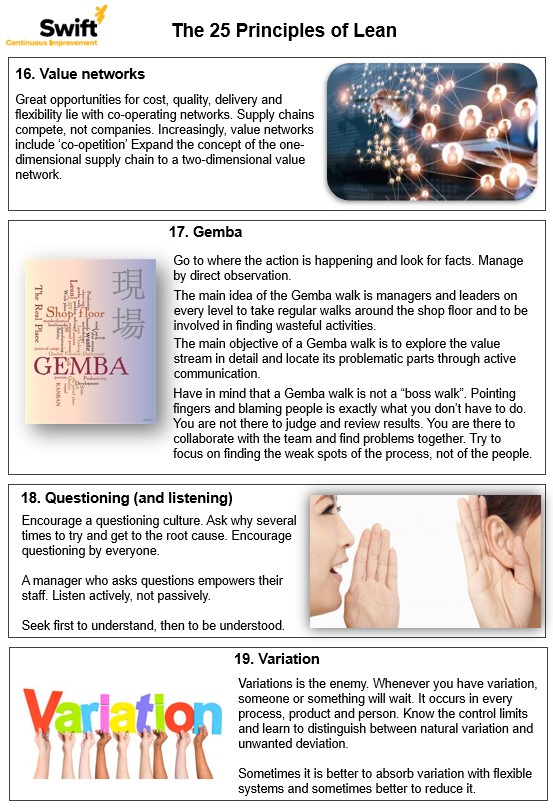 Swift
Continuous Improvement
The 25 Principles of Lean
16. Value networks
Great opportunities for cost, quality, delivery and
flexibility lie with co-operating networks. Supply chains
compete, not companies. Increasingly, value networks
include ‘co-opetition’ Expand the concept of the one-
dimensional supply chain to a two-dimensional value
network.
17. Gemba
現
場
The Real Place
Lean
Shop floor
GEMBA
Productivity
Development
KANBAN
Waste
Go to where the action is happening and look for facts. Manage
by direct observation.
The main idea of the Gemba walk is managers and leaders on
every level to take regular walks around the shop floor and to be
involved in finding wasteful activities.
The main objective of a Gemba walk is to explore the value
stream in detail and locate its problematic parts through active
communication.
Have in mind that a Gemba walk is not a “boss walk”. Pointing
fingers and blaming people is exactly what you don’t have to do.
You are not there to judge and review results. You are there to
collaborate with the team and find problems together. Try to
focus on finding the weak spots of the process, not of the people.
18. Questioning (and listening)
Encourage a questioning culture. Ask why several
times to try and get to the root cause. Encourage
questioning by everyone.
A manager who asks questions empowers their
staff. Listen actively, not passively.
Seek first to understand, then to be understood.
19. Variation
Variation
Variations is the enemy. Whenever you have variation,
someone or something will wait. It occurs in every
process, product and person. Know the control limits
and learn to distinguish between natural variation and
unwanted deviation.
Sometimes it is better to absorb variation with flexible
systems and sometimes better to reduce it.